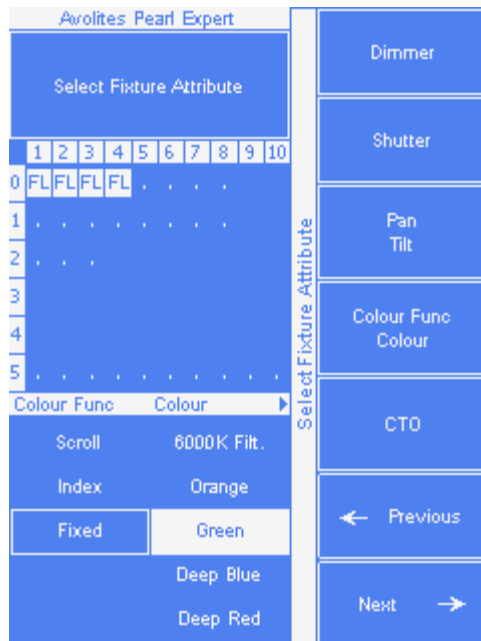 Avolites Pearl Expert
Select Fixture Attribute
1 2 3 4 5 6 7 8 9 10
0 FL FL FL FL . . . .
1 . . . . . . . .
2 . . .
3
4
5 . . . . . . . . . .
Colour Func Colour
Scroll 6000K Filt.
Index Orange
Fixed Green
Deep Blue
Deep Red
Select Fixture Attribute
Dimmer
Shutter
Pan
Tilt
Colour Func
Colour
CTO
← Previous
Next →